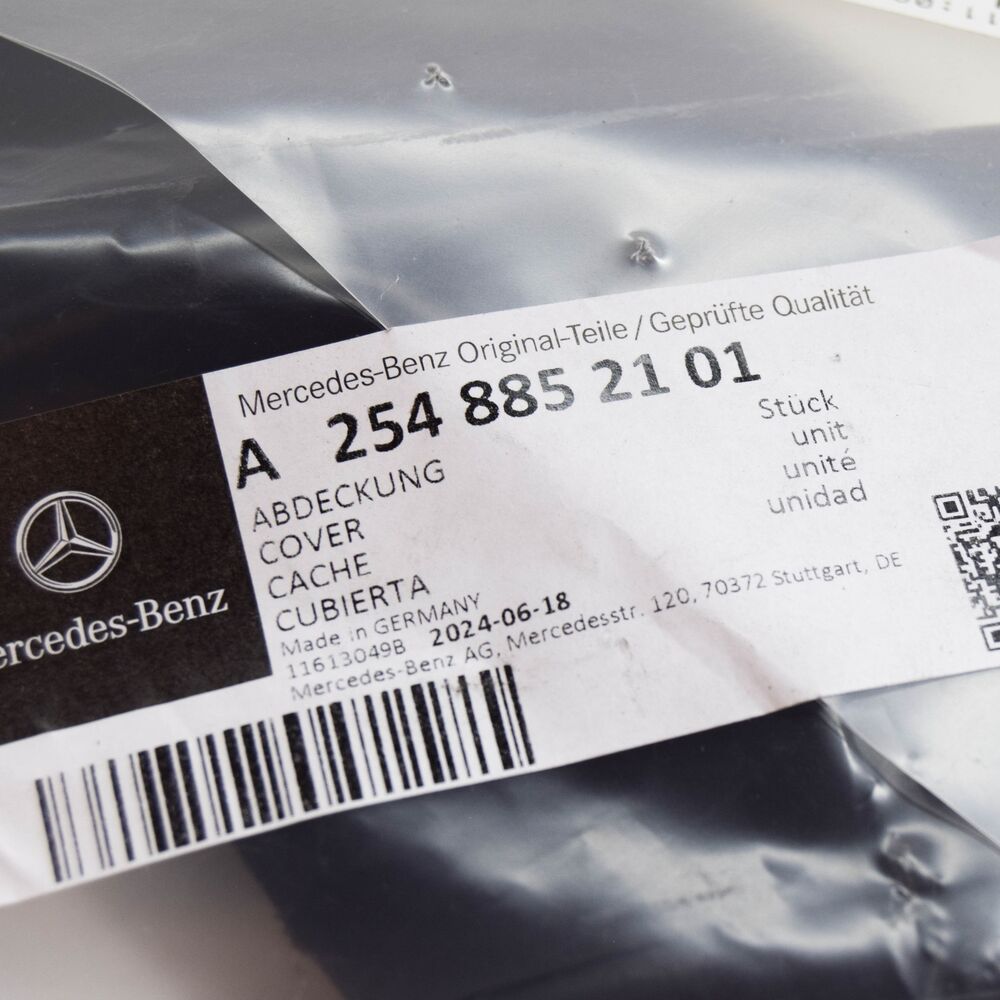 Mercedes-Benz Original-Teile / Geprüfte Qualität
A 254 885 21 01
Stück
unit
unité
unidad
ABDECKUNG
COVER
CACHE
CUBIERTA
Made in GERMANY
11613049B 2024-06-18
Mercedes-Benz AG, Mercedesstr. 120, 70372 Stuttgart, DE
ercedes-Benz